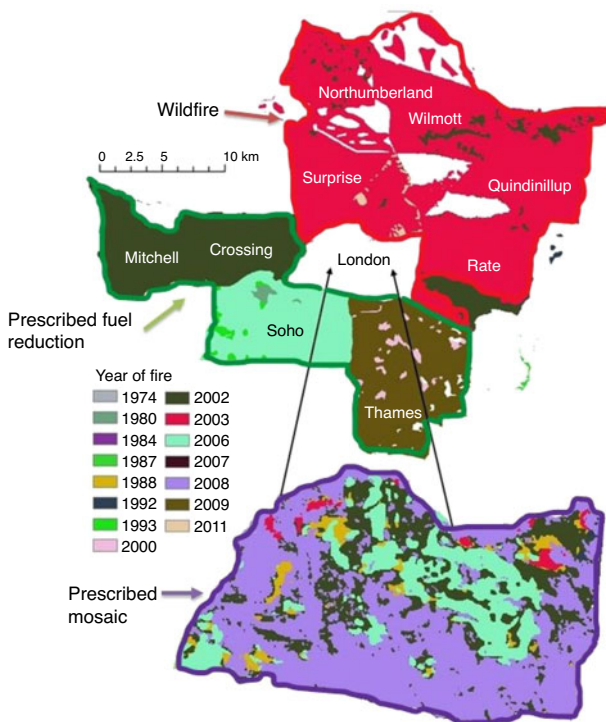 Northumberland
Wildfire
Wilmott
0 2.5 5 10 km
Surprise
Quindinillup
Mitchell
Crossing
London
Rate
Prescribed fuel
reduction
Soho
Thames
Year of fire
1974
1980
1984
1987
1988
1992
1993
2000
2002
2003
2006
2007
2008
2009
2011
Prescribed
mosaic